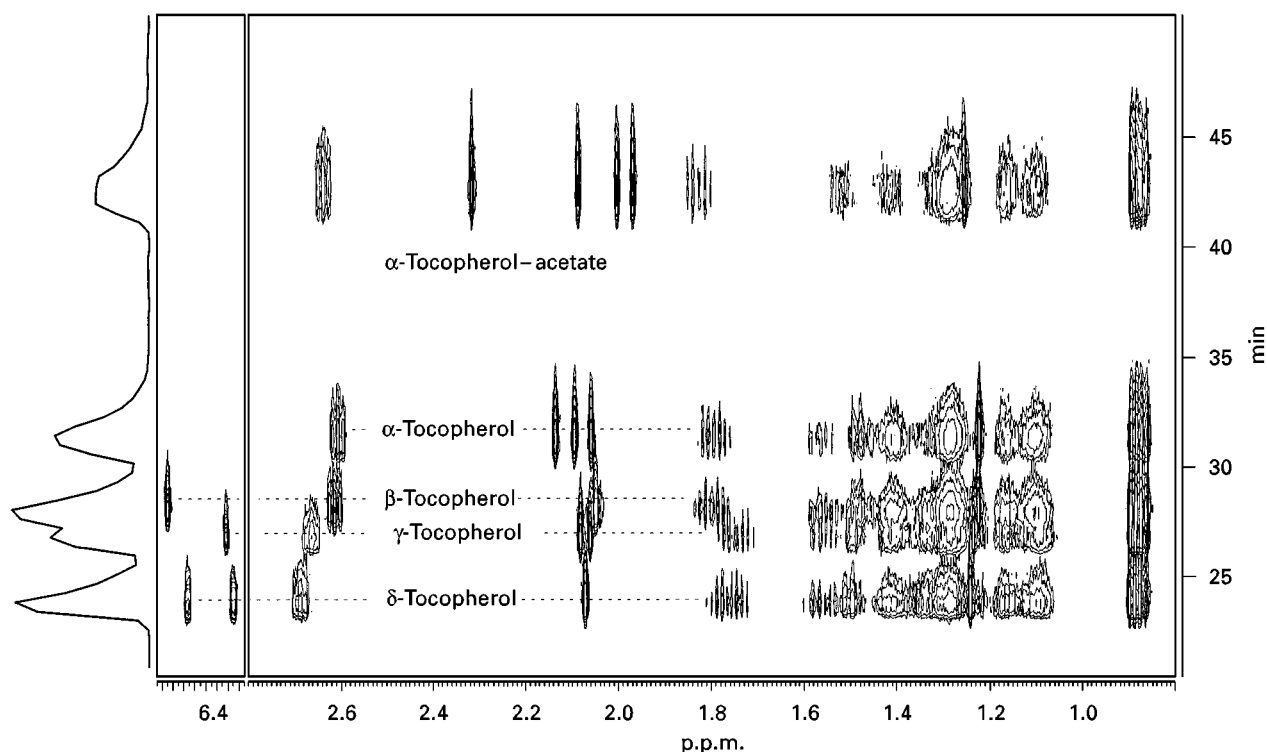 45
α-Tocopherol–acetate
40
35
min
α-Tocopherol
30
β-Tocopherol
γ-Tocopherol
25
δ-Tocopherol
6.4 2.6 2.4 2.2 2.0 1.8 1.6 1.4 1.2 1.0
p.p.m.